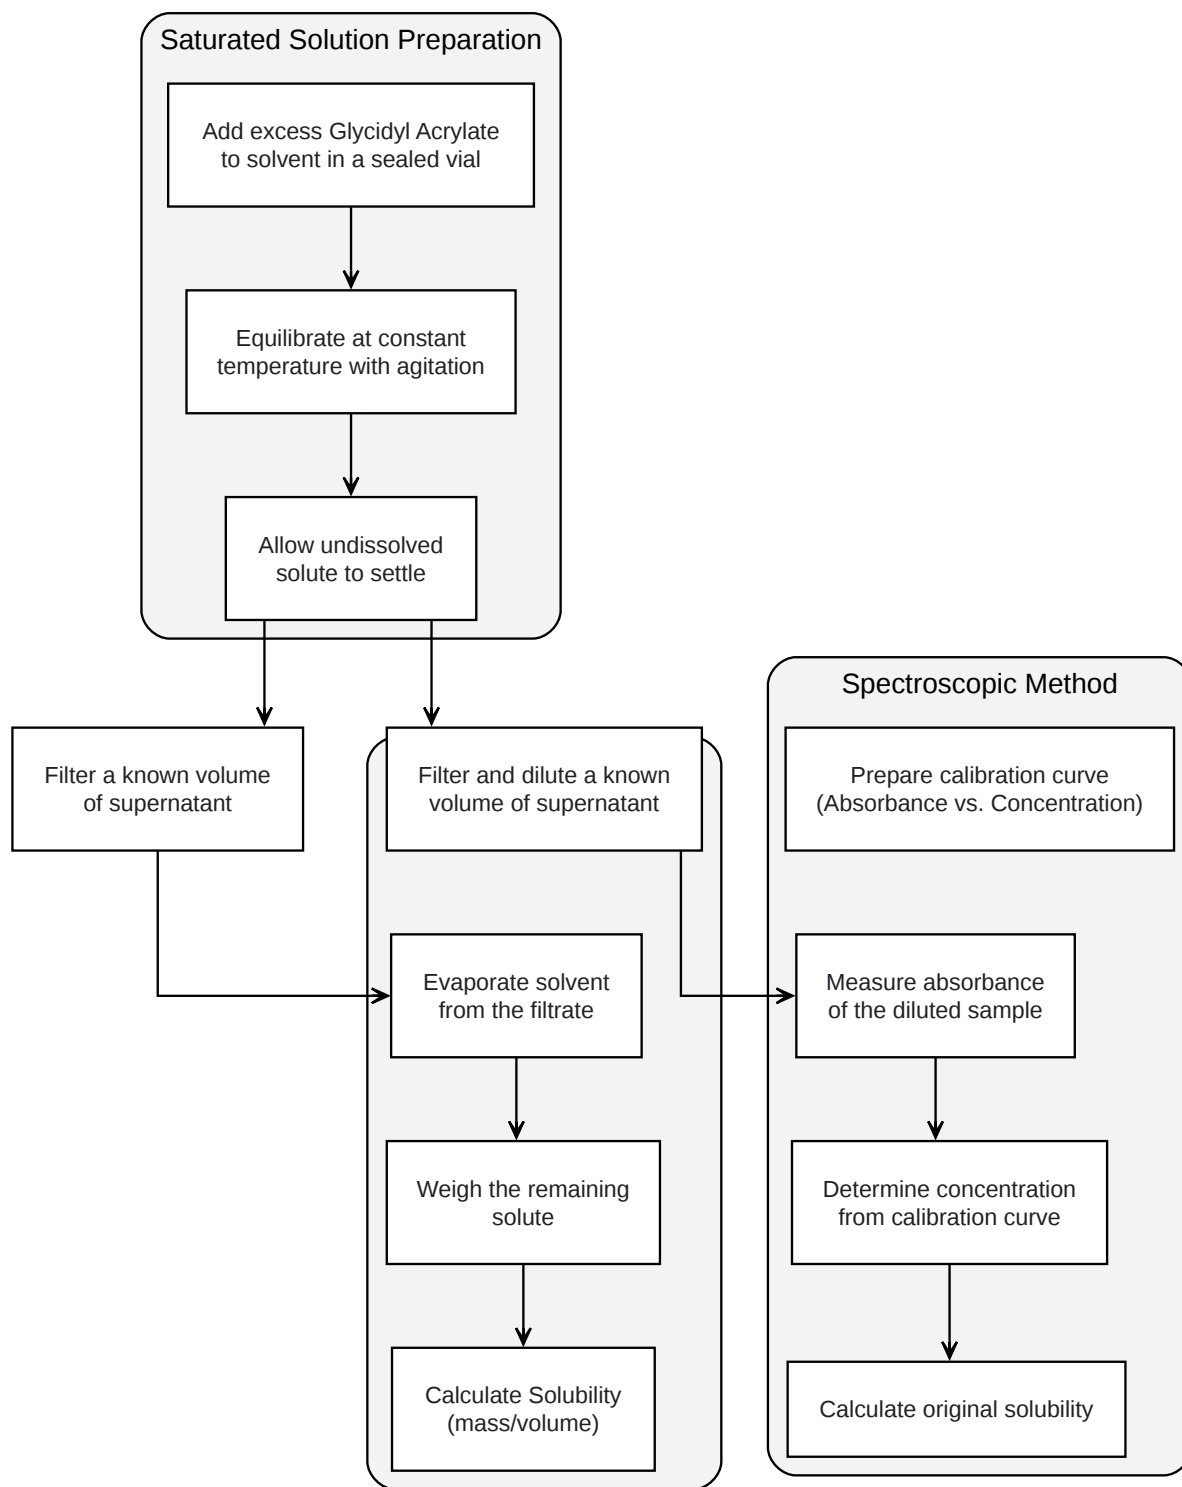 Saturated Solution Preparation
Add excess Glycidyl Acrylate
to solvent in a sealed vial
Equilibrate at constant
temperature with agitation
Allow undissolved
solute to settle
Filter a known volume
of supernatant
Filter and dilute a known
volume of supernatant
Evaporate solvent
from the filtrate
Weigh the remaining
solute
Calculate Solubility
(mass/volume)
Spectroscopic Method
Prepare calibration curve
(Absorbance vs. Concentration)
Measure absorbance
of the diluted sample
Determine concentration
from calibration curve
Calculate original solubility